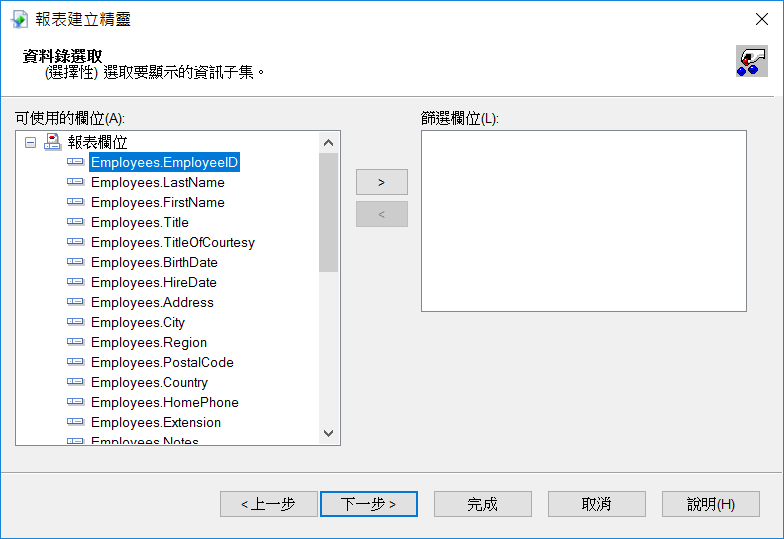 報表建立精靈
資料錄選取
(選擇性) 選取要顯示的資訊子集。
可使用的欄位(A):
報表欄位
Employees.EmployeeID
Employees.LastName
Employees.FirstName
Employees.Title
Employees.TitleOfCourtesy
Employees.BirthDate
Employees.HireDate
Employees.Address
Employees.City
Employees.Region
Employees.PostalCode
Employees.Country
Employees.HomePhone
Employees.Extension
Employees.Notes
>
<
篩選欄位(L):
< 上一步
下一步 >
完成
取消
說明(H)